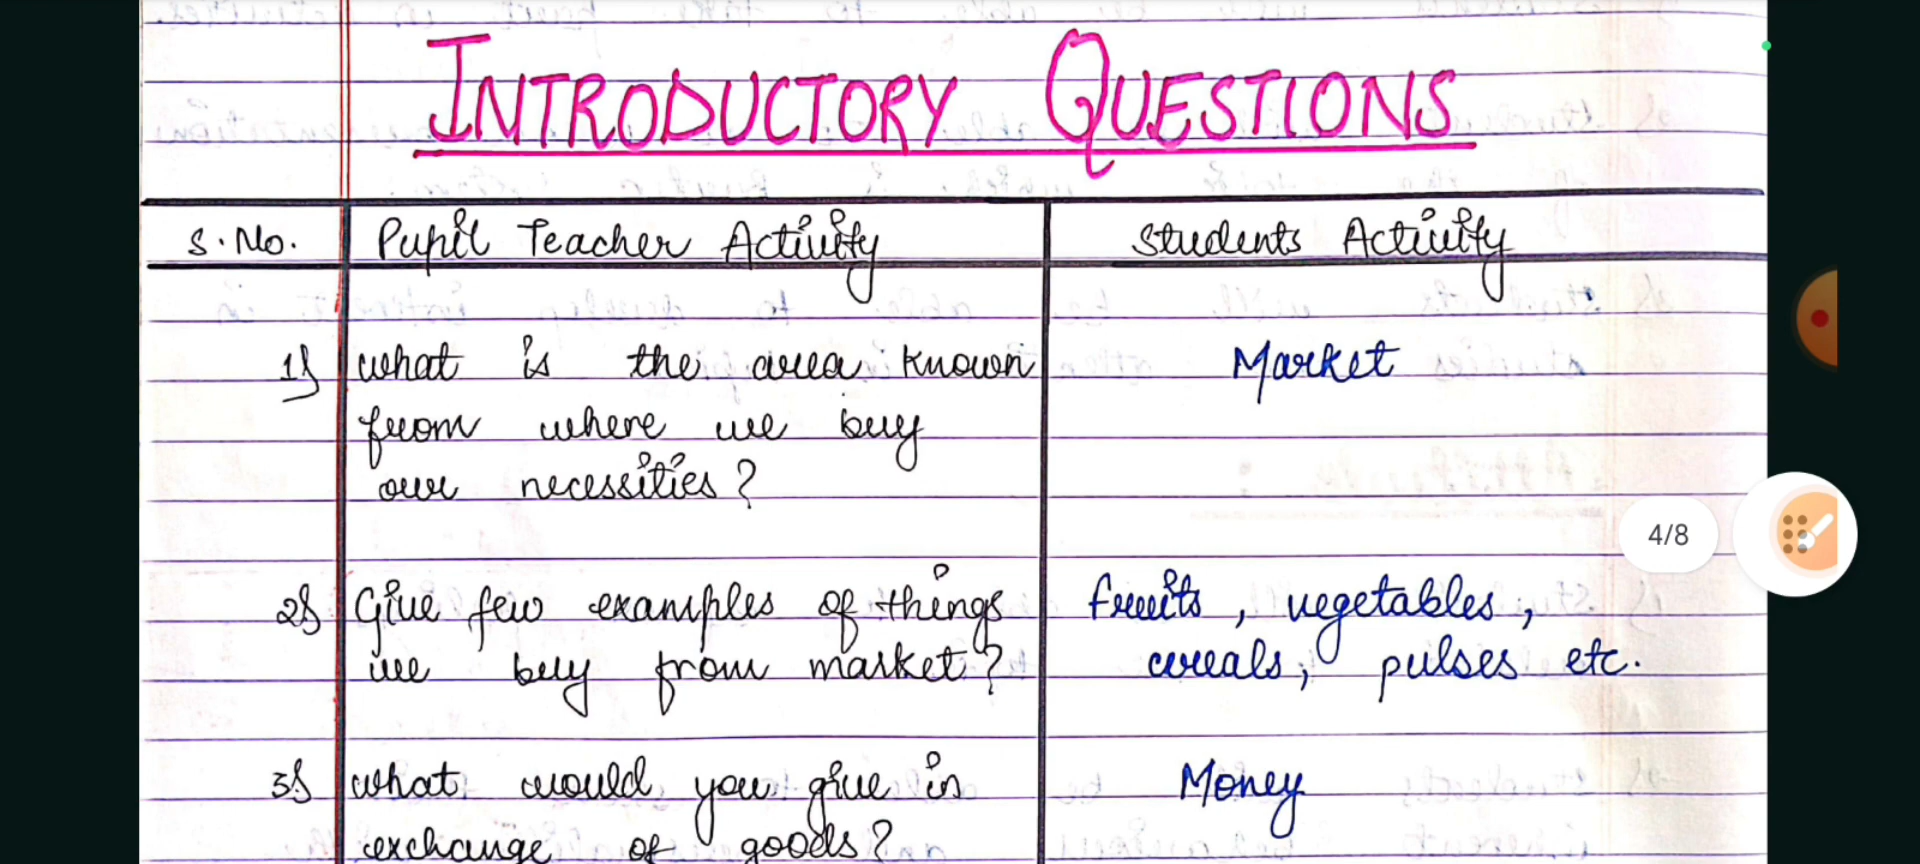 INTRODUCTORY QUESTIONS
S.No. Pupil Teacher Activity Students Activity
1) What is the area known Market
from where we buy
our necessities?
2) Give few examples of things fruits, vegetables,
we buy from market? cereals, pulses etc.
3) What would you give in Money
exchange of goods?
4/8